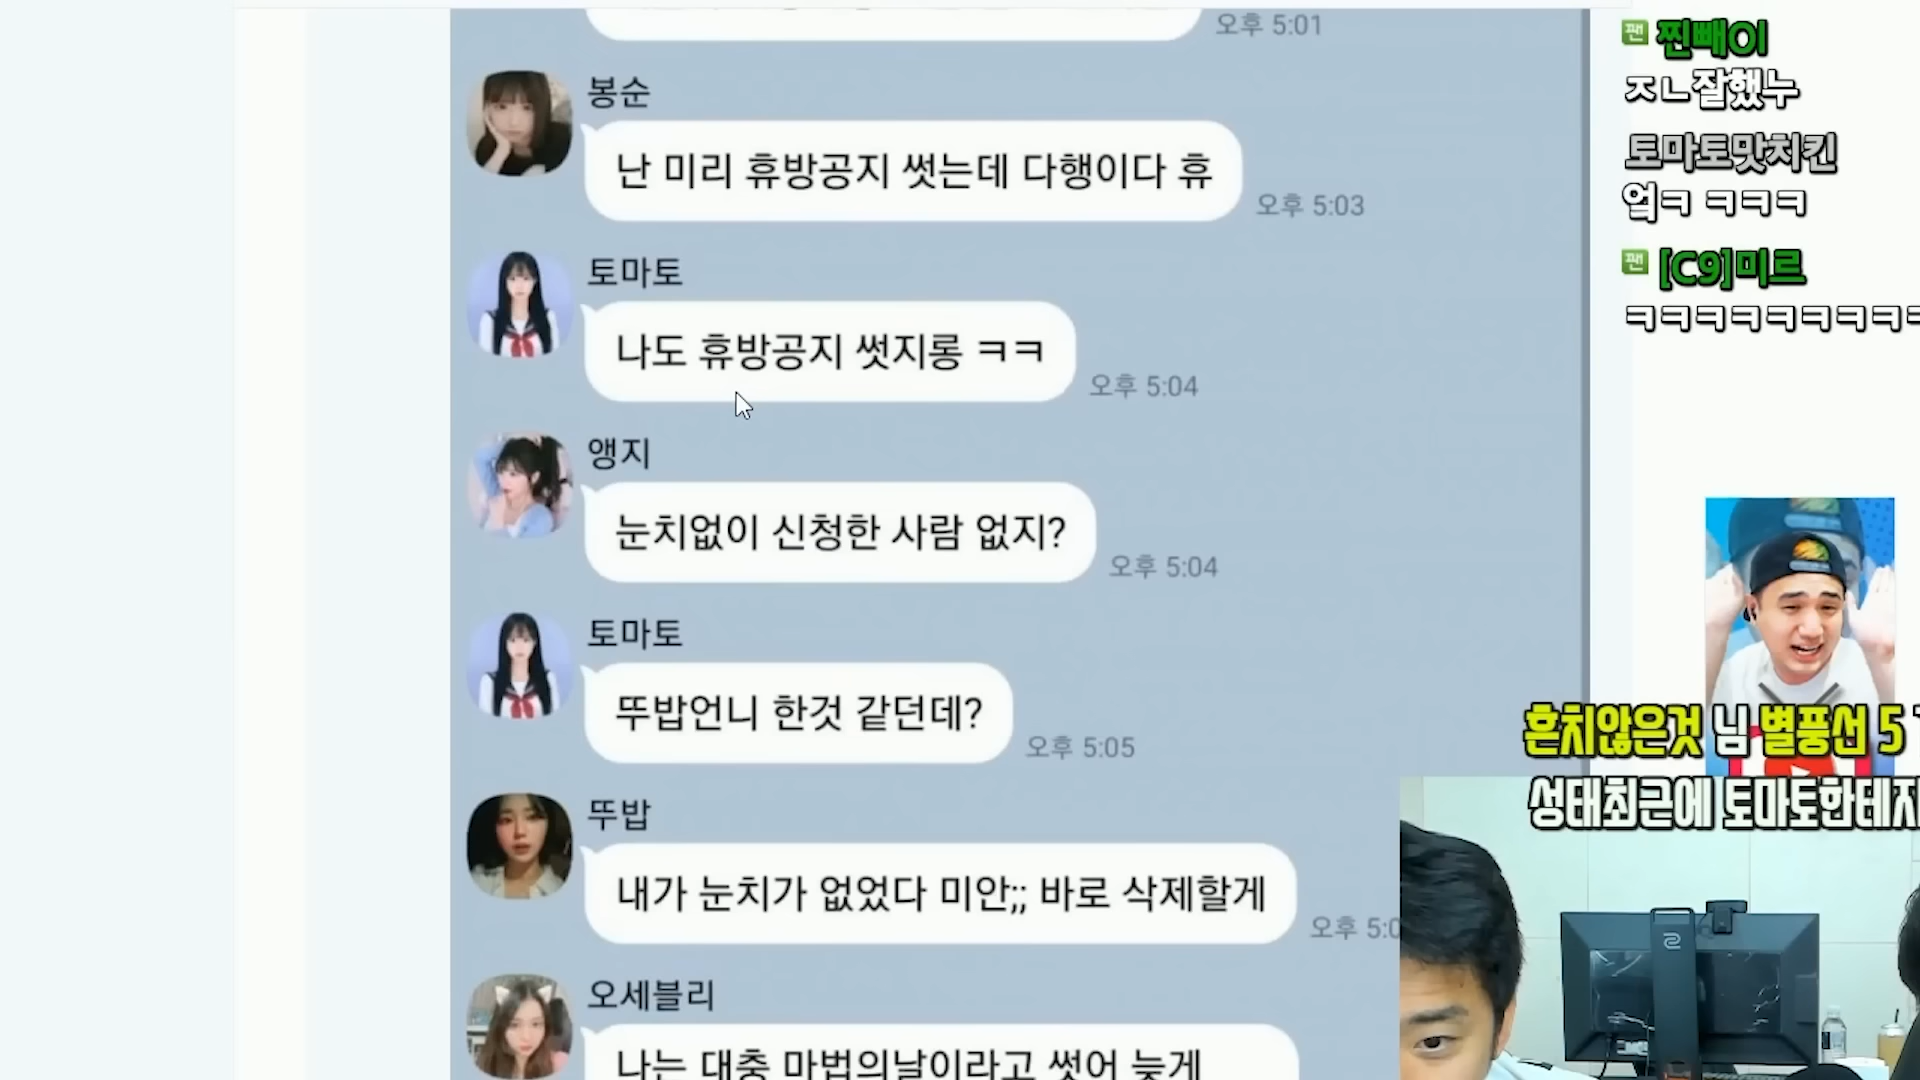 오후 5:01
봉순
난 미리 휴방공지 썻는데 다행이다 휴
오후 5:03
토마토
나도 휴방공지 썻지롱 ㅋㅋ
오후 5:04
앵지
눈치없이 신청한 사람 없지?
오후 5:04
토마토
뚜밥언니 한것 같던데?
오후 5:05
뚜밥
내가 눈치가 없었다 미안;; 바로 삭제할게
오후 5:0
오세블리
나는 대충 마법의날이라고 썻어 늦게
팬 찐빼이
ㅈㄴ잘했누
토마토맛치킨
엌ㅋ ㅋㅋㅋ
팬 [C9]미르
ㅋㅋㅋㅋㅋㅋㅋㅋㅋ
흔치않은것 님 별풍선 5
성태최근에 토마토한테